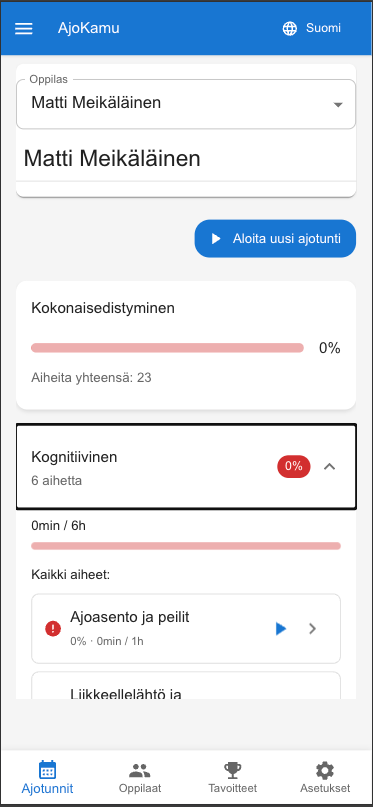 AjoKamu
Suomi
Oppilas
Matti Meikäläinen
Matti Meikäläinen
Aloita uusi ajotunti
Kokonaisedistyminen
0%
Aiheita yhteensä: 23
Kognitiivinen
6 aihetta
0%
0min / 6h
Kaikki aiheet:
Ajoasento ja peilit
0% · 0min / 1h
Liikkeellelähtö ja
Ajotunnit
Oppilaat
Tavoitteet
Asetukset